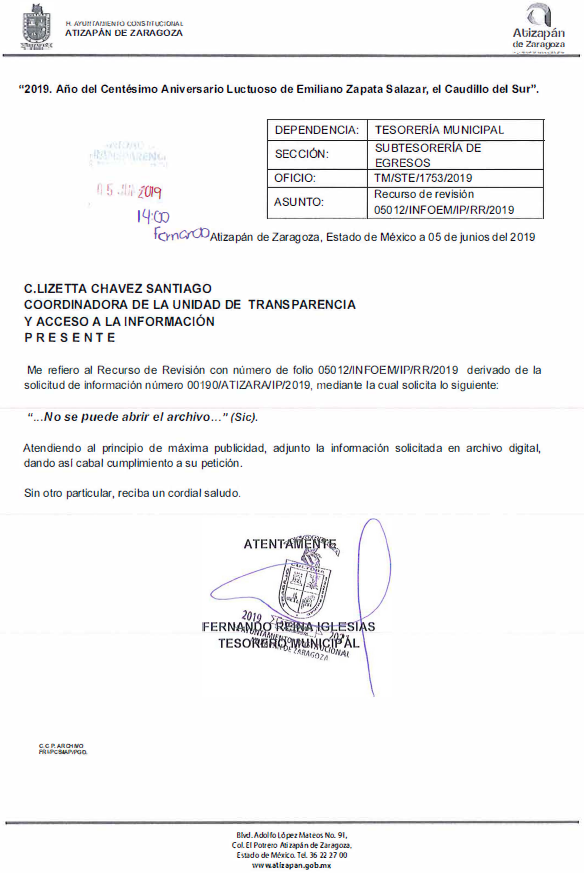 H. AYUNTAMIENTO CONSTITUCIONAL
ATIZAPÁN DE ZARAGOZA
Atizapán
de Zaragoza
“2019. Año del Centésimo Aniversario Luctuoso de Emiliano Zapata Salazar, el Caudillo del Sur”.
DEPENDENCIA: TESORERÍA MUNICIPAL
SECCIÓN: SUBTESORERÍA DE
EGRESOS
OFICIO: TM/STE/1753/2019
ASUNTO: Recurso de revisión
05012/INFOEM/IP/RR/2019
05 JUN 2019
14:00
Fernando
Atizapán de Zaragoza, Estado de México a 05 de junios del 2019
C.LIZETTA CHAVEZ SANTIAGO
COORDINADORA DE LA UNIDAD DE TRANSPARENCIA
Y ACCESO A LA INFORMACIÓN
P R E S E N T E
Me refiero al Recurso de Revisión con número de folio 05012/INFOEM/IP/RR/2019 derivado de la
solicitud de información número 00190/ATIZARA/IP/2019, mediante la cual solicita lo siguiente:
“...No se puede abrir el archivo...” (Sic).
Atendiendo al principio de máxima publicidad, adjunto la información solicitada en archivo digital,
dando así cabal cumplimiento a su petición.
Sin otro particular, reciba un cordial saludo.
ATENTAMENTE
2019 2021
FERNANDO REINA IGLESIAS
TESORERO MUNICIPAL
AYUNTAMIENTO CONSTITUCIONAL
DE ZARAGOZA
C.C.P. ARCHIVO
Blvd. Adolfo López Mateos No. 91,
Col. El Potrero Atizapán de Zaragoza,
Estado de México. Tel. 36 22 27 00
www.atizapan.gob.mx